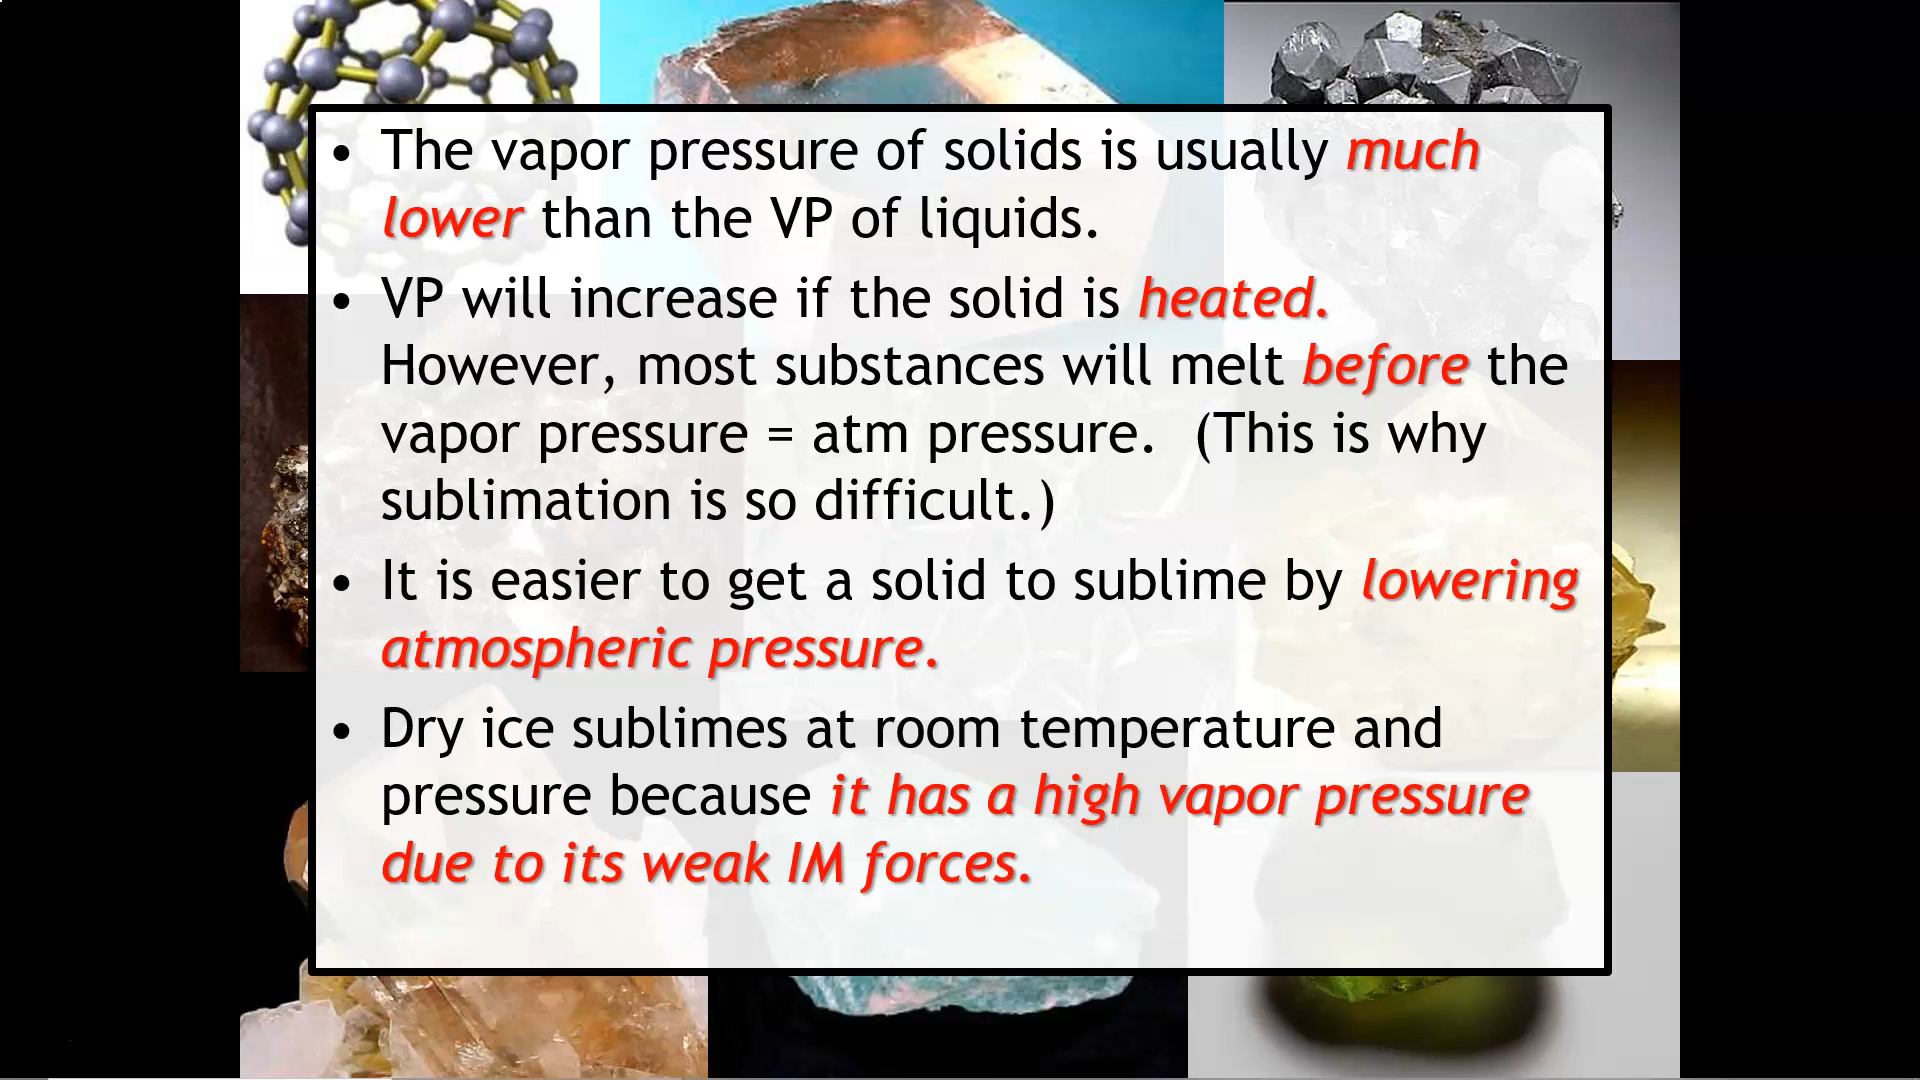 • The vapor pressure of solids is usually much
lower than the VP of liquids.
• VP will increase if the solid is heated.
However, most substances will melt before the
vapor pressure = atm pressure.  (This is why
sublimation is so difficult.)
• It is easier to get a solid to sublime by lowering
atmospheric pressure.
• Dry ice sublimes at room temperature and
pressure because it has a high vapor pressure
due to its weak IM forces.